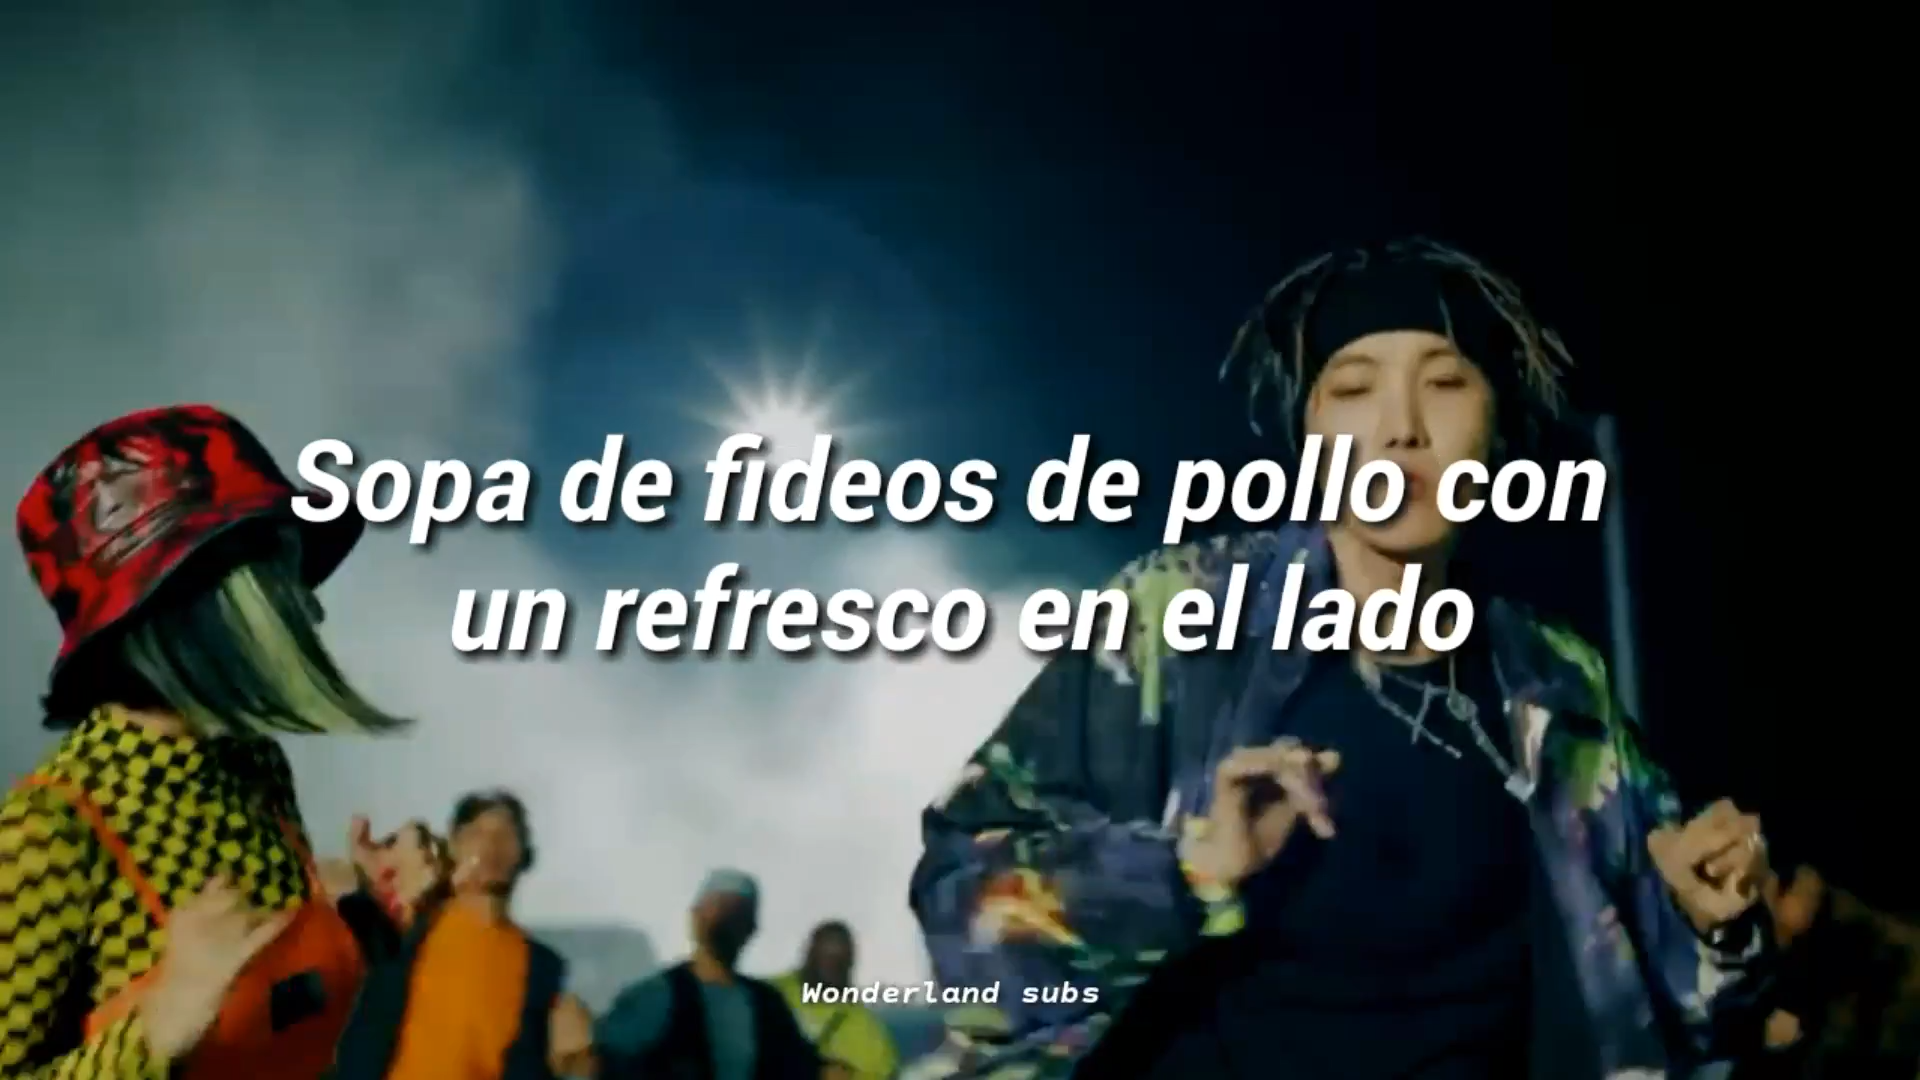 Sopa de fideos de pollo con
un refresco en el lado
Wonderland subs